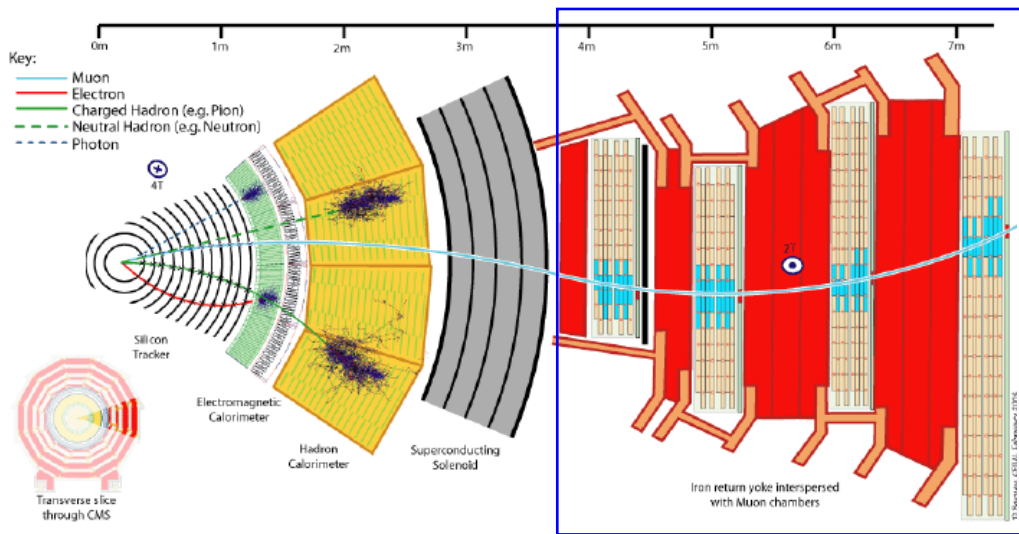 0m 1m 2m 3m 4m 5m 6m 7m
Key:
Muon
Electron
Charged Hadron (e.g. Pion)
Neutral Hadron (e.g. Neutron)
Photon
4T
2T
Silicon
Tracker
Electromagnetic
Calorimeter
Hadron
Calorimeter
Superconducting
Solenoid
Iron return yoke interspersed
with Muon chambers
Transverse slice
through CMS